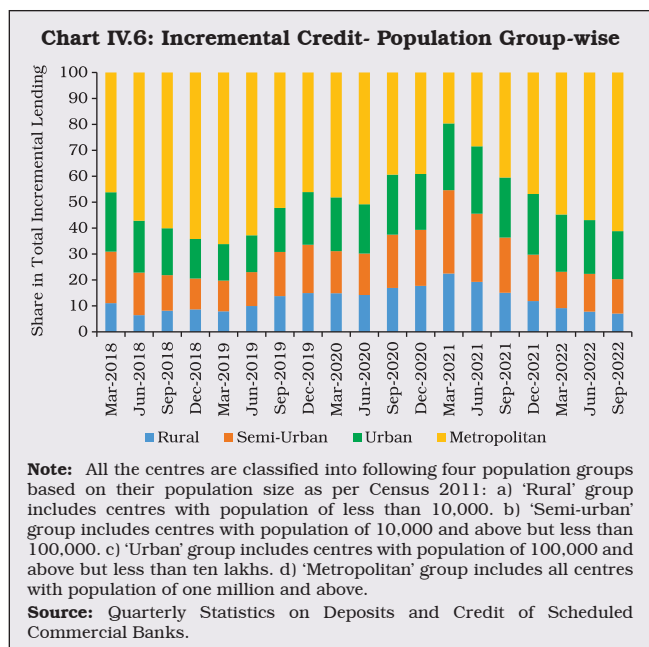 Chart IV.6: Incremental Credit- Population Group-wise
Share in Total Incremental Lending
100
90
80
70
60
50
40
30
20
10
0
Mar-2018
Jun-2018
Sep-2018
Dec-2018
Mar-2019
Jun-2019
Sep-2019
Dec-2019
Mar-2020
Jun-2020
Sep-2020
Dec-2020
Mar-2021
Jun-2021
Sep-2021
Dec-2021
Mar-2022
Jun-2022
Sep-2022
Rural Semi-Urban Urban Metropolitan
Note: All the centres are classified into following four population groups
based on their population size as per Census 2011: a) ‘Rural’ group
includes centres with population of less than 10,000. b) ‘Semi-urban’
group includes centres with population of 10,000 and above but less than
100,000. c) ‘Urban’ group includes centres with population of 100,000 and
above but less than ten lakhs. d) ‘Metropolitan’ group includes all centres
with population of one million and above.
Source: Quarterly Statistics on Deposits and Credit of Scheduled
Commercial Banks.